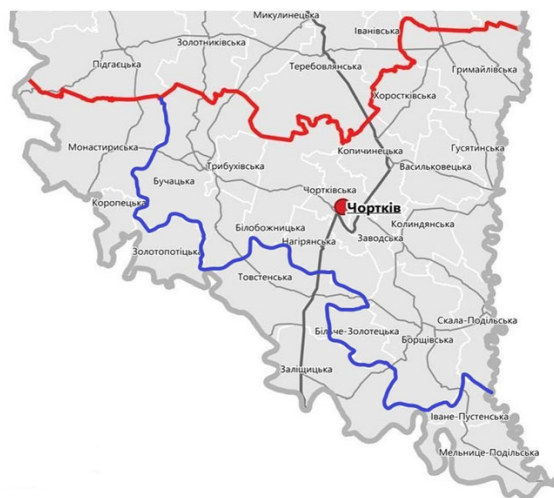 Микулинецька
Іванівська
Золотниківська
Підгаєцька
Теребовлянська
Гримайлівська
Хоростківська
Монастириська
Трибухівська
Копичинецька
Гусятинська
Васильковецька
Бучацька
Чортківська
Коропецька
Чортків
Білобожницька
Колиндянська
Золотопотіцька
Нагірянська
Заводська
Товстенська
Скала-Подільська
Більче-Золотецька
Борщівська
Заліщицька
Іване-Пустенська
Мельнице-Подільська